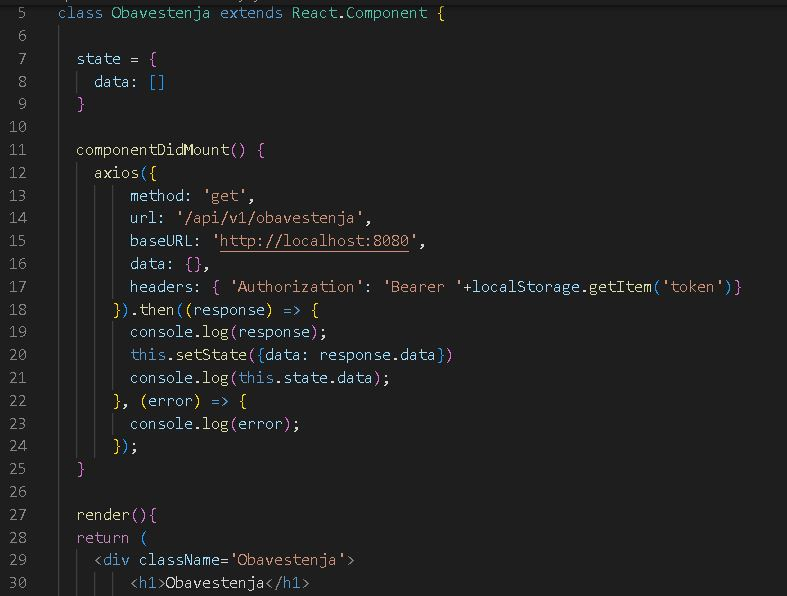 5 class Obavestenja extends React.Component {
6
7 state = {
8 data: []
9 }
10
11 componentDidMount() {
12 axios({
13 method: 'get',
14 url: '/api/v1/obavestenja',
15 baseURL: 'http://localhost:8080',
16 data: {},
17 headers: { 'Authorization': 'Bearer '+localStorage.getItem('token')}
18 }).then((response) => {
19 console.log(response);
20 this.setState({data: response.data})
21 console.log(this.state.data);
22 }, (error) => {
23 console.log(error);
24 });
25 }
26
27 render(){
28 return (
29 <div className='Obavestenja'>
30 <h1>Obavestenja</h1>